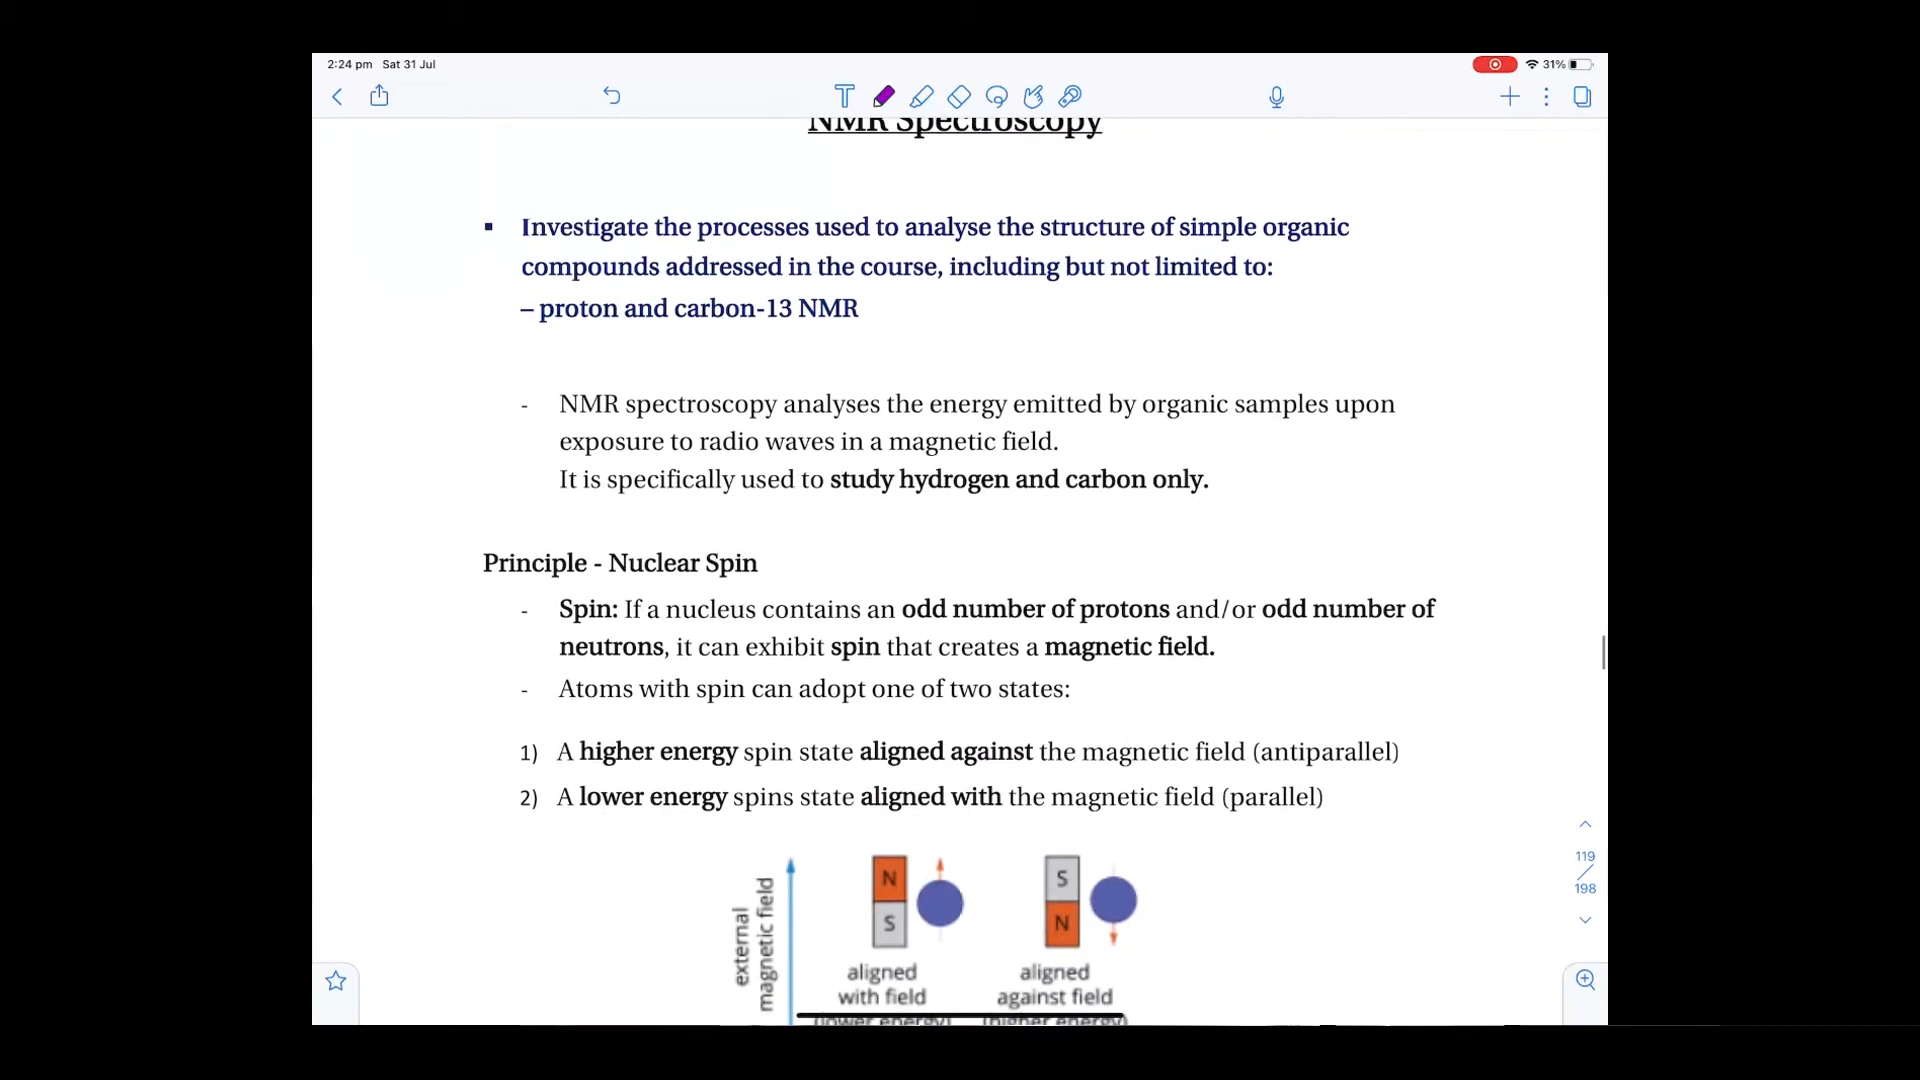 2:24 pm Sat 31 Jul
31%
NMR Spectroscopy
▪ Investigate the processes used to analyse the structure of simple organic
compounds addressed in the course, including but not limited to:
– proton and carbon-13 NMR
- NMR spectroscopy analyses the energy emitted by organic samples upon
exposure to radio waves in a magnetic field.
It is specifically used to study hydrogen and carbon only.
Principle - Nuclear Spin
- Spin: If a nucleus contains an odd number of protons and/or odd number of
neutrons, it can exhibit spin that creates a magnetic field.
- Atoms with spin can adopt one of two states:
1) A higher energy spin state aligned against the magnetic field (antiparallel)
2) A lower energy spins state aligned with the magnetic field (parallel)
119
198
external
magnetic field
N
S
S
N
aligned
with field
(lower energy)
aligned
against field
(higher energy)